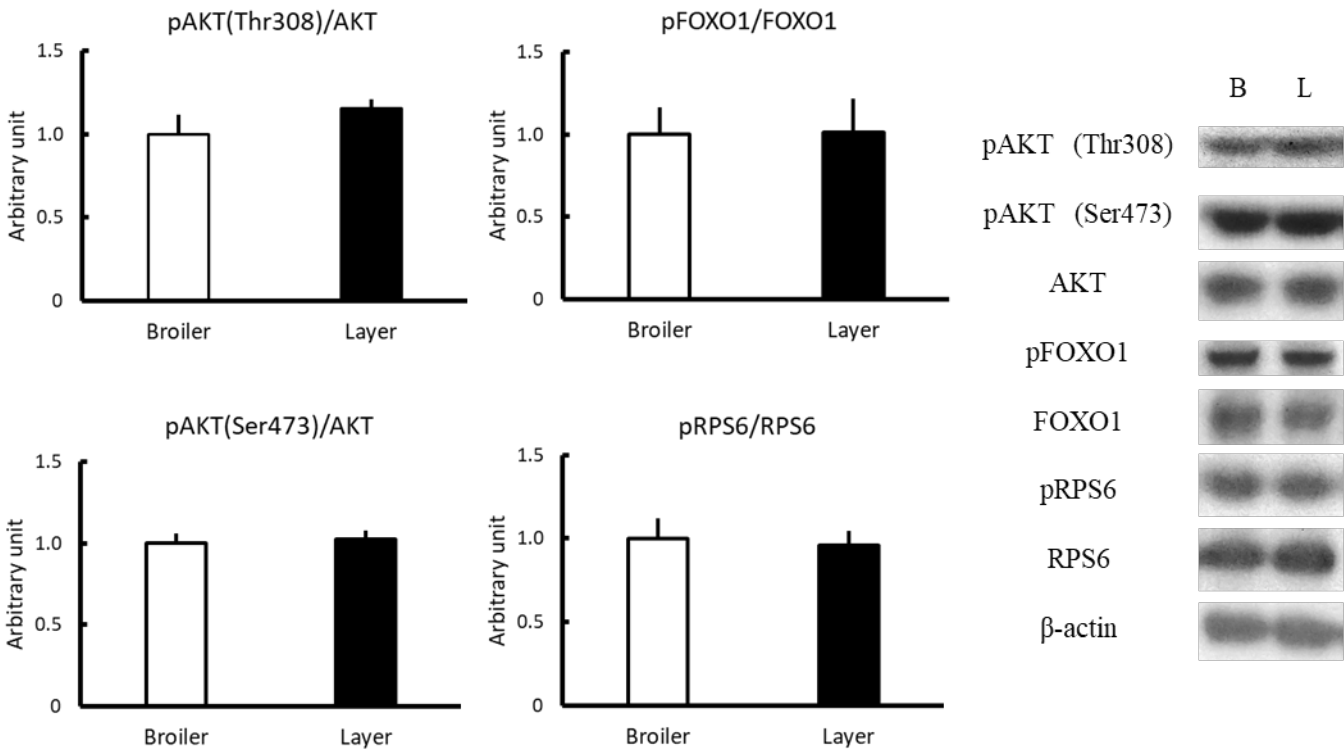 pAKT(Thr308)/AKT
1.5
1.0
0.5
0
Arbitrary unit
Broiler Layer
pFOXO1/FOXO1
1.5
1.0
0.5
0
Arbitrary unit
Broiler Layer
pAKT(Ser473)/AKT
1.5
1.0
0.5
0
Arbitrary unit
Broiler Layer
pRPS6/RPS6
1.5
1.0
0.5
0
Arbitrary unit
Broiler Layer
B L
pAKT (Thr308)
pAKT (Ser473)
AKT
pFOXO1
FOXO1
pRPS6
RPS6
β-actin